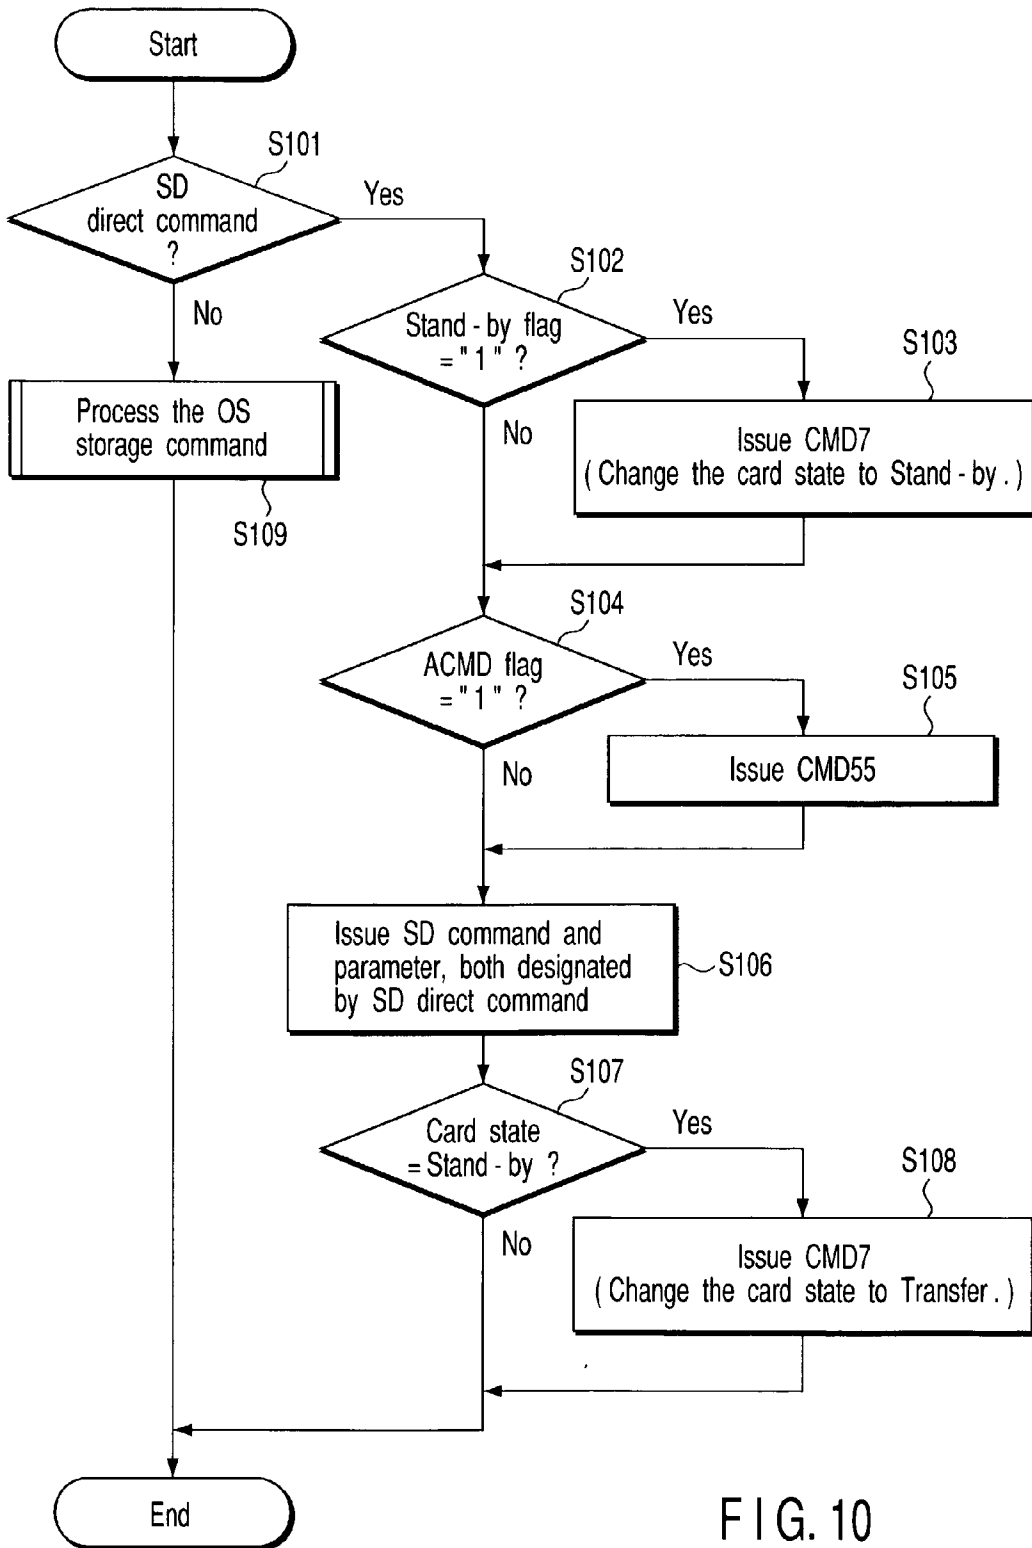 Start
S101
SD
direct command
?
Yes
No
S102
Stand-by flag
= "1" ?
Yes
No
S103
Issue CMD7
(Change the card state to Stand-by.)
Process the OS
storage command
S109
S104
ACMD flag
= "1" ?
Yes
No
S105
Issue CMD55
Issue SD command and
parameter, both designated
by SD direct command
S106
S107
Card state
=Stand-by ?
Yes
No
S108
Issue CMD7
(Change the card state to Transfer.)
End
FIG. 10